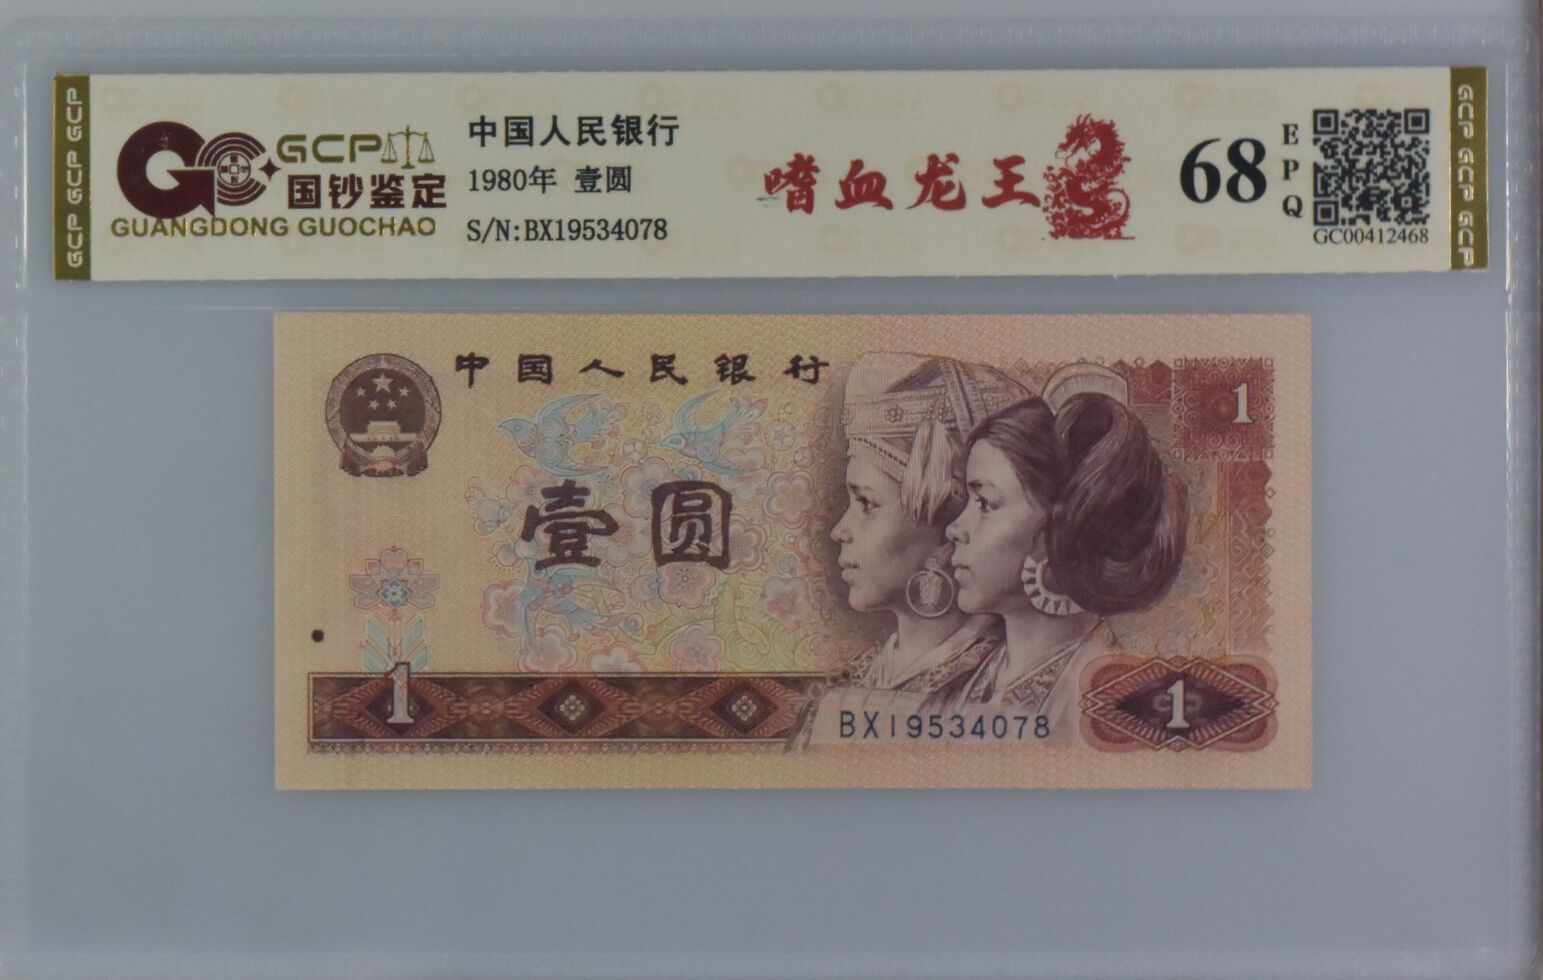 GCP GCP GCP
GCP
国钞鉴定
GUANGDONG GUOCHAO
中国人民银行
1980年 壹圆
S/N:BX19534078
嗜血龙王
68
EPQ
GC00412468
GCP GCP GCP
中国人民银行
1
壹圆
1
BX19534078
1